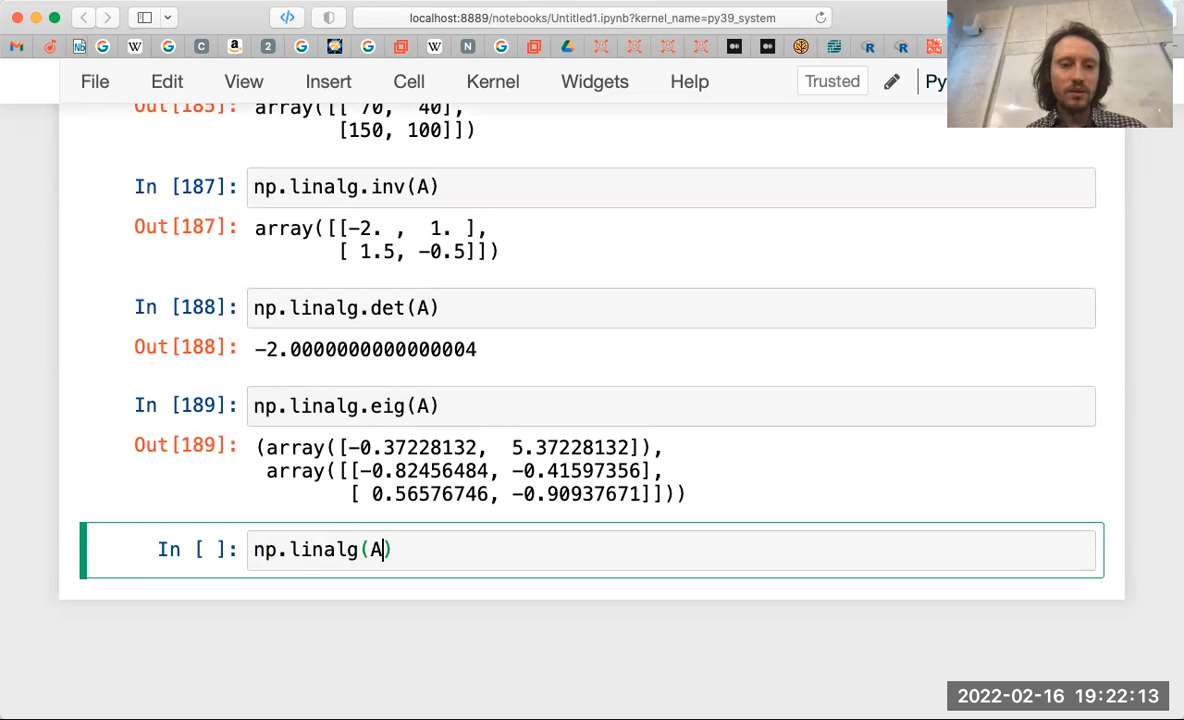 localhost:8889/notebooks/Untitled1.ipynb?kernel_name=py39_system
File Edit View Insert Cell Kernel Widgets Help Trusted Py
Out[185]: array([[ 70, 40],
[150, 100]])
In [187]: np.linalg.inv(A)
Out[187]: array([[-2. , 1. ],
[ 1.5, -0.5]])
In [188]: np.linalg.det(A)
Out[188]: -2.0000000000000004
In [189]: np.linalg.eig(A)
Out[189]: (array([-0.37228132, 5.37228132]),
array([[-0.82456484, -0.41597356],
[ 0.56576746, -0.90937671]]))
In [ ]: np.linalg(A)
2022-02-16 19:22:13